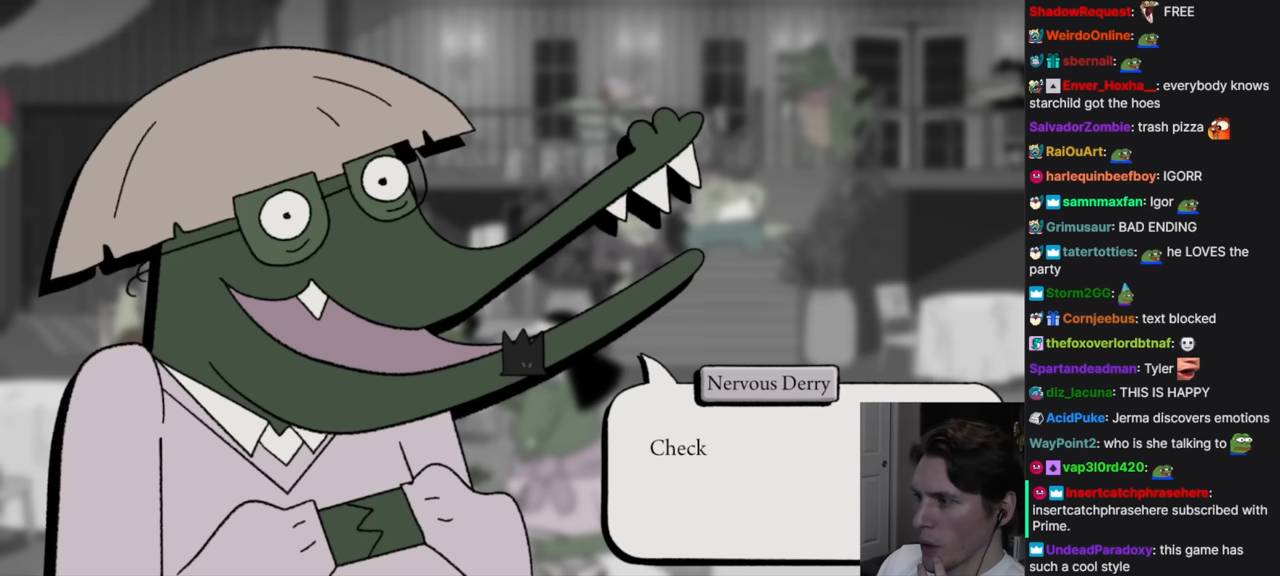 Nervous Derry
Check
ShadowRequest: FREE
WeirdoOnline:
sbernail:
Enver_Hoxha__: everybody knows
starchild got the hoes
SalvadorZombie: trash pizza
RaiOuArt:
harlequinbeefboy: IGORR
samnmaxfan: Igor
Grimusaur: BAD ENDING
tatertotties: he LOVES the
party
Storm2GG:
Cornjeebus: text blocked
thefoxoverlordbtnaf:
Spartandeadman: Tyler
diz_lacuna: THIS IS HAPPY
AcidPuke: Jerma discovers emotions
WayPoint2: who is she talking to
vap3l0rd420:
insertcatchphrasehere:
insertcatchphrasehere subscribed with
Prime.
UndeadParadoxy: this game has
such a cool style